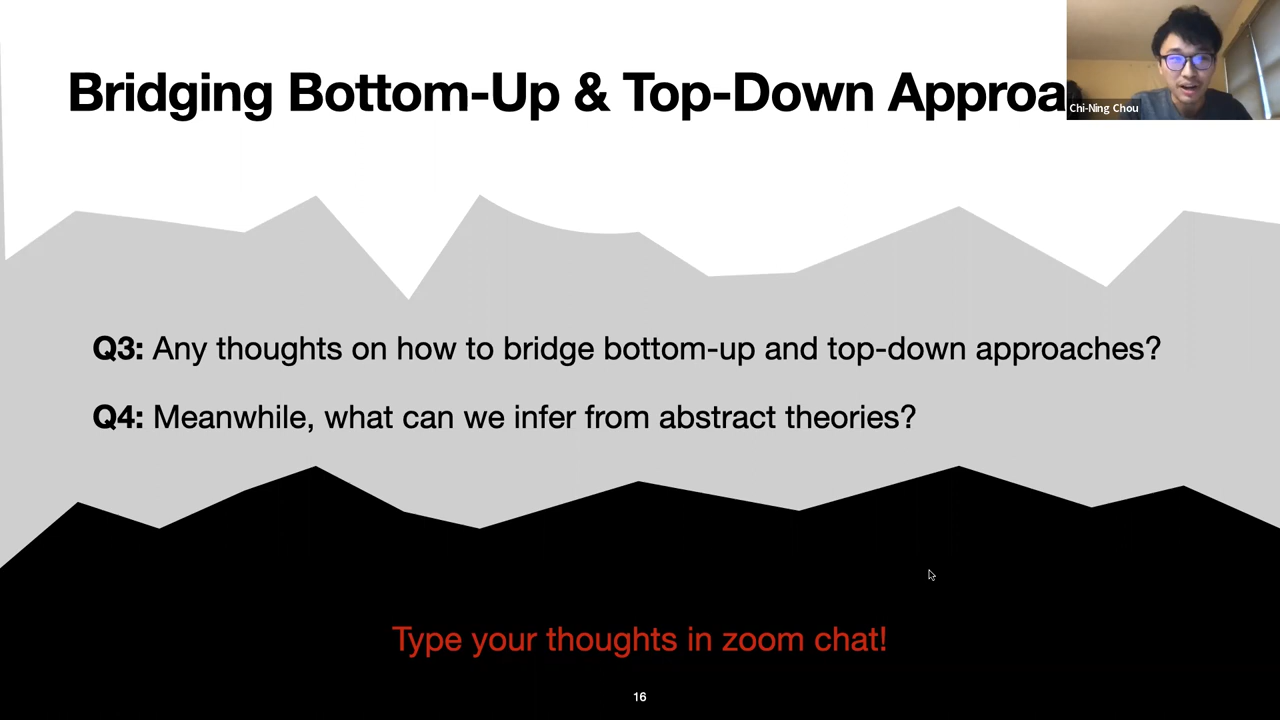 Bridging Bottom-Up & Top-Down Approa
Chi-Ning Chou
Q3: Any thoughts on how to bridge bottom-up and top-down approaches?
Q4: Meanwhile, what can we infer from abstract theories?
Type your thoughts in zoom chat!
16